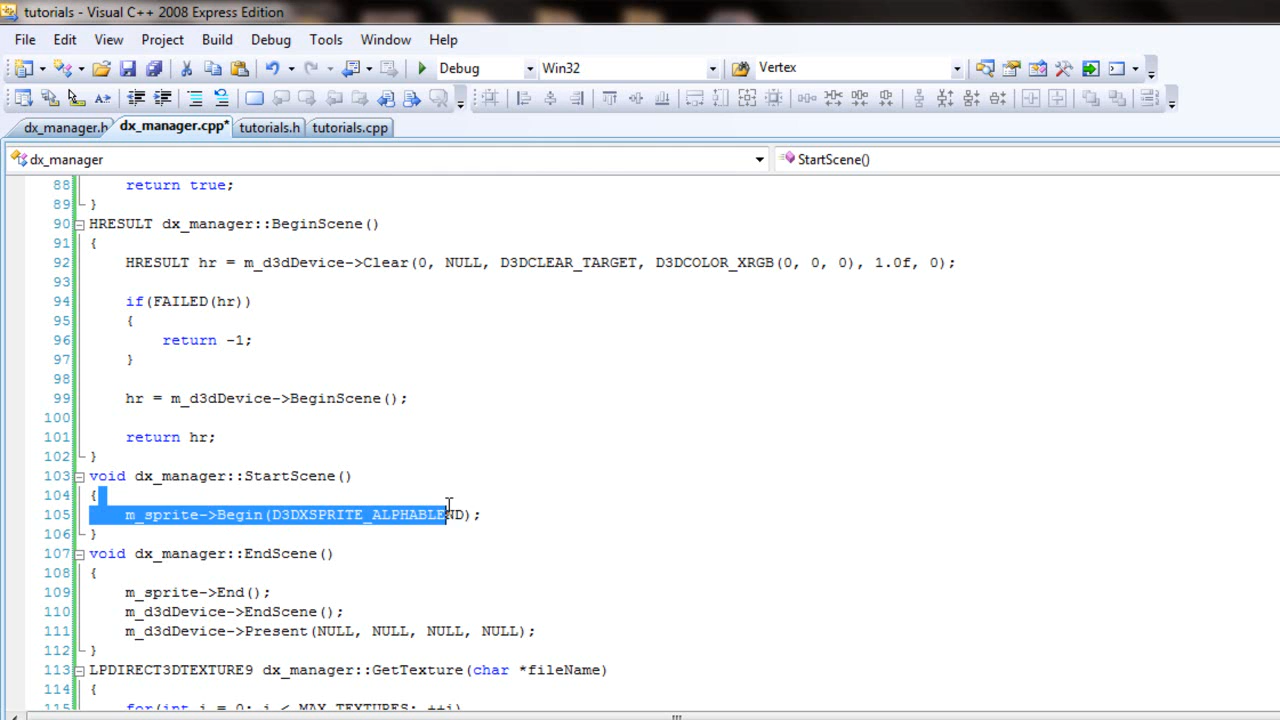 tutorials - Visual C++ 2008 Express Edition
File Edit View Project Build Debug Tools Window Help
Debug Win32 Vertex
dx_manager.h dx_manager.cpp* tutorials.h tutorials.cpp
dx_manager StartScene()
88 return true;
89 }
90 HRESULT dx_manager::BeginScene()
91 {
92 HRESULT hr = m_d3dDevice->Clear(0, NULL, D3DCLEAR_TARGET, D3DCOLOR_XRGB(0, 0, 0), 1.0f, 0);
93
94 if(FAILED(hr))
95 {
96 return -1;
97 }
98
99 hr = m_d3dDevice->BeginScene();
100
101 return hr;
102 }
103 void dx_manager::StartScene()
104 {
105 m_sprite->Begin(D3DXSPRITE_ALPHABLEND);
106 }
107 void dx_manager::EndScene()
108 {
109 m_sprite->End();
110 m_d3dDevice->EndScene();
111 m_d3dDevice->Present(NULL, NULL, NULL, NULL);
112 }
113 LPDIRECT3DTEXTURE9 dx_manager::GetTexture(char *fileName)
114 {
115 for(int i = 0; i < MAX_TEXTURES; ++i)